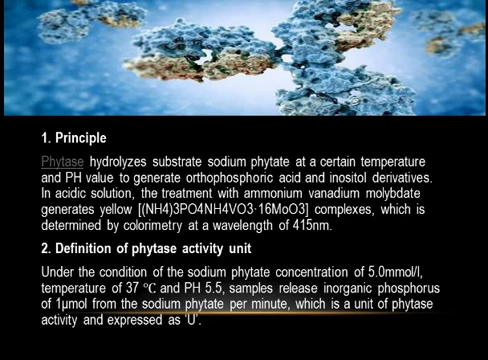 1. Principle
Phytase hydrolyzes substrate sodium phytate at a certain temperature
and PH value to generate orthophosphoric acid and inositol derivatives.
In acidic solution, the treatment with ammonium vanadium molybdate
generates yellow [(NH4)3PO4NH4VO3·16MoO3] complexes, which is
determined by colorimetry at a wavelength of 415nm.
2. Definition of phytase activity unit
Under the condition of the sodium phytate concentration of 5.0mmol/l,
temperature of 37 ℃ and PH 5.5, samples release inorganic phosphorus
of 1μmol from the sodium phytate per minute, which is a unit of phytase
activity and expressed as ‘U’.